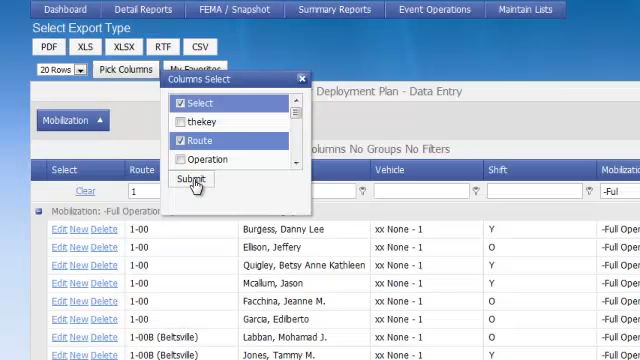 Dashboard Detail Reports FEMA / Snapshot Summary Reports Event Operations Maintain Lists
Select Export Type
PDF XLS XLSX RTF CSV
20 Rows Pick Columns My Favorites
Columns Select
Deployment Plan - Data Entry
Select
Mobilization
thekey
Route
olumns No Groups No Filters
Operation
Select Route Vehicle Shift Mobiliza
Submit
Clear 1 -Full
Mobilization: -Full Operation
Edit New Delete 1-00 Burgess, Danny Lee xx None - 1 Y -Full Oper
Edit New Delete 1-00 Ellison, Jeffery xx None - 1 O -Full Oper
Edit New Delete 1-00 Quigley, Betsy Anne Kathleen xx None - 1 Y -Full Oper
Edit New Delete 1-00 Mcallum, Jason xx None - 1 Y -Full Oper
Edit New Delete 1-00 Facchina, Jeanne M. xx None - 1 O -Full Oper
Edit New Delete 1-00 Garcia, Edilberto xx None - 1 O -Full Oper
Edit New Delete 1-00B (Beltsville) Labban, Mohamad J. xx None - 1 O -Full Oper
Edit New Delete 1-00B (Beltsville) Jones, Tammy M. xx None - 1 Y -Full Oper